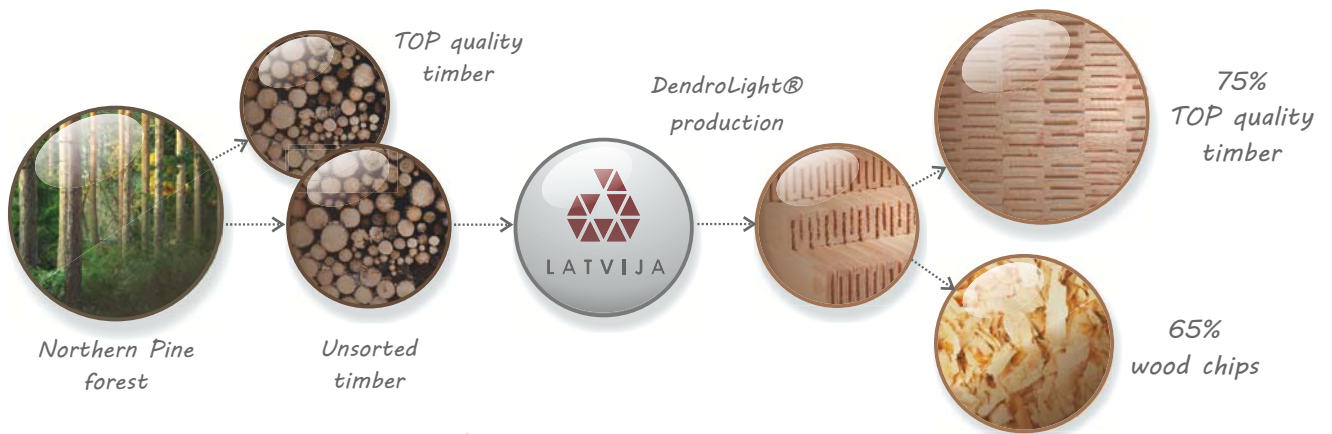 TOP quality
timber
Northern Pine
forest
Unsorted
timber
LATVIJA
DendroLight®
production
75%
TOP quality
timber
65%
wood chips